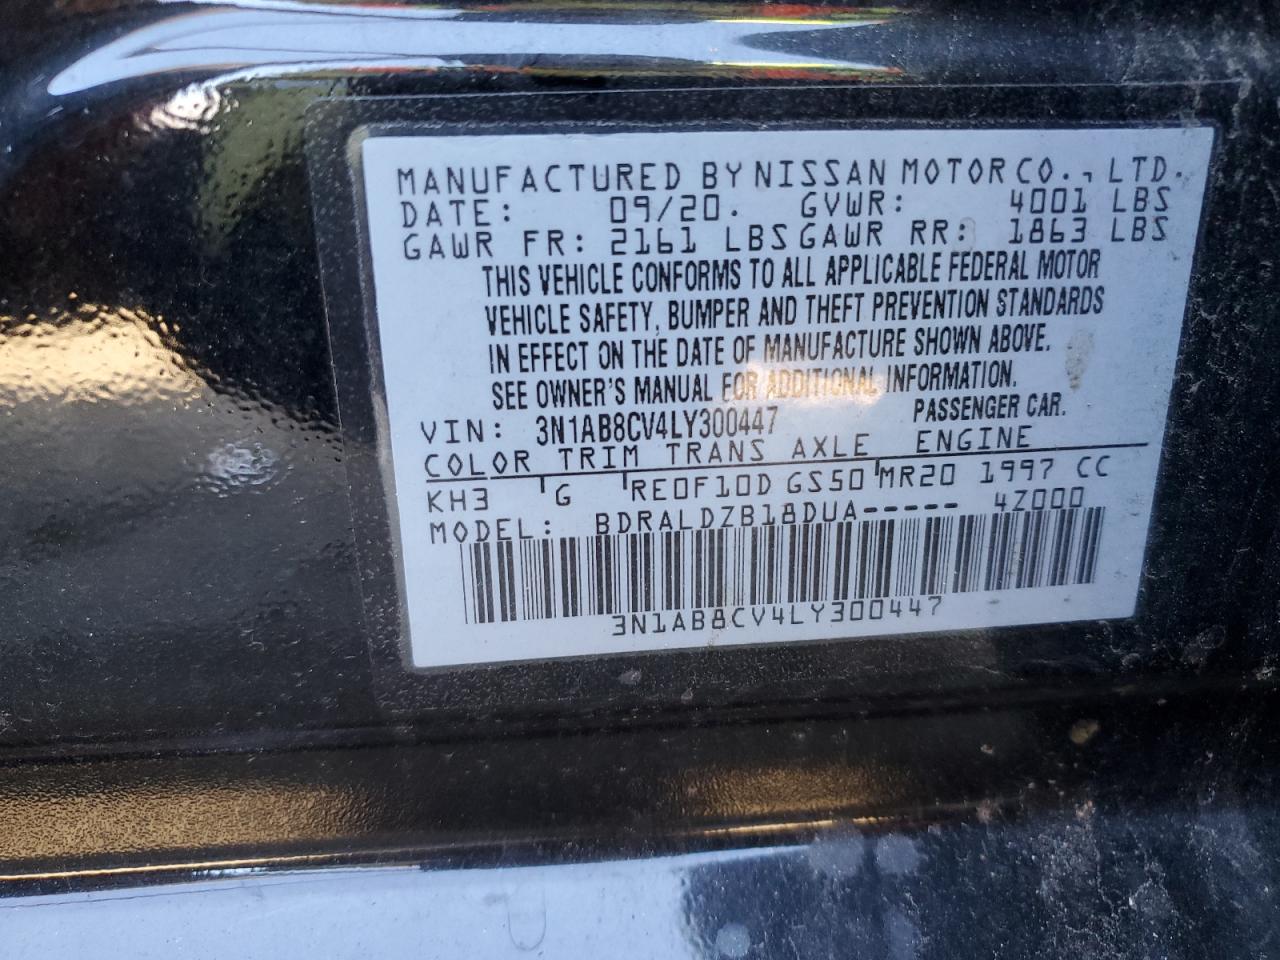 MANUFACTURED BY NISSAN MOTOR CO., LTD.
DATE: 09/20. GVWR: 4001 LBS
GAWR FR: 2161 LBS GAWR RR: 1863 LBS
THIS VEHICLE CONFORMS TO ALL APPLICABLE FEDERAL MOTOR
VEHICLE SAFETY, BUMPER AND THEFT PREVENTION STANDARDS
IN EFFECT ON THE DATE OF MANUFACTURE SHOWN ABOVE.
SEE OWNER'S MANUAL FOR ADDITIONAL INFORMATION.
VIN: 3N1AB8CV4LY300447 PASSENGER CAR.
COLOR TRIM TRANS AXLE ENGINE
KH3 G RE0F10D GS50 MR20 1997 CC
MODEL: BDRALDZB18DUA----- 4Z000
3N1AB8CV4LY300447